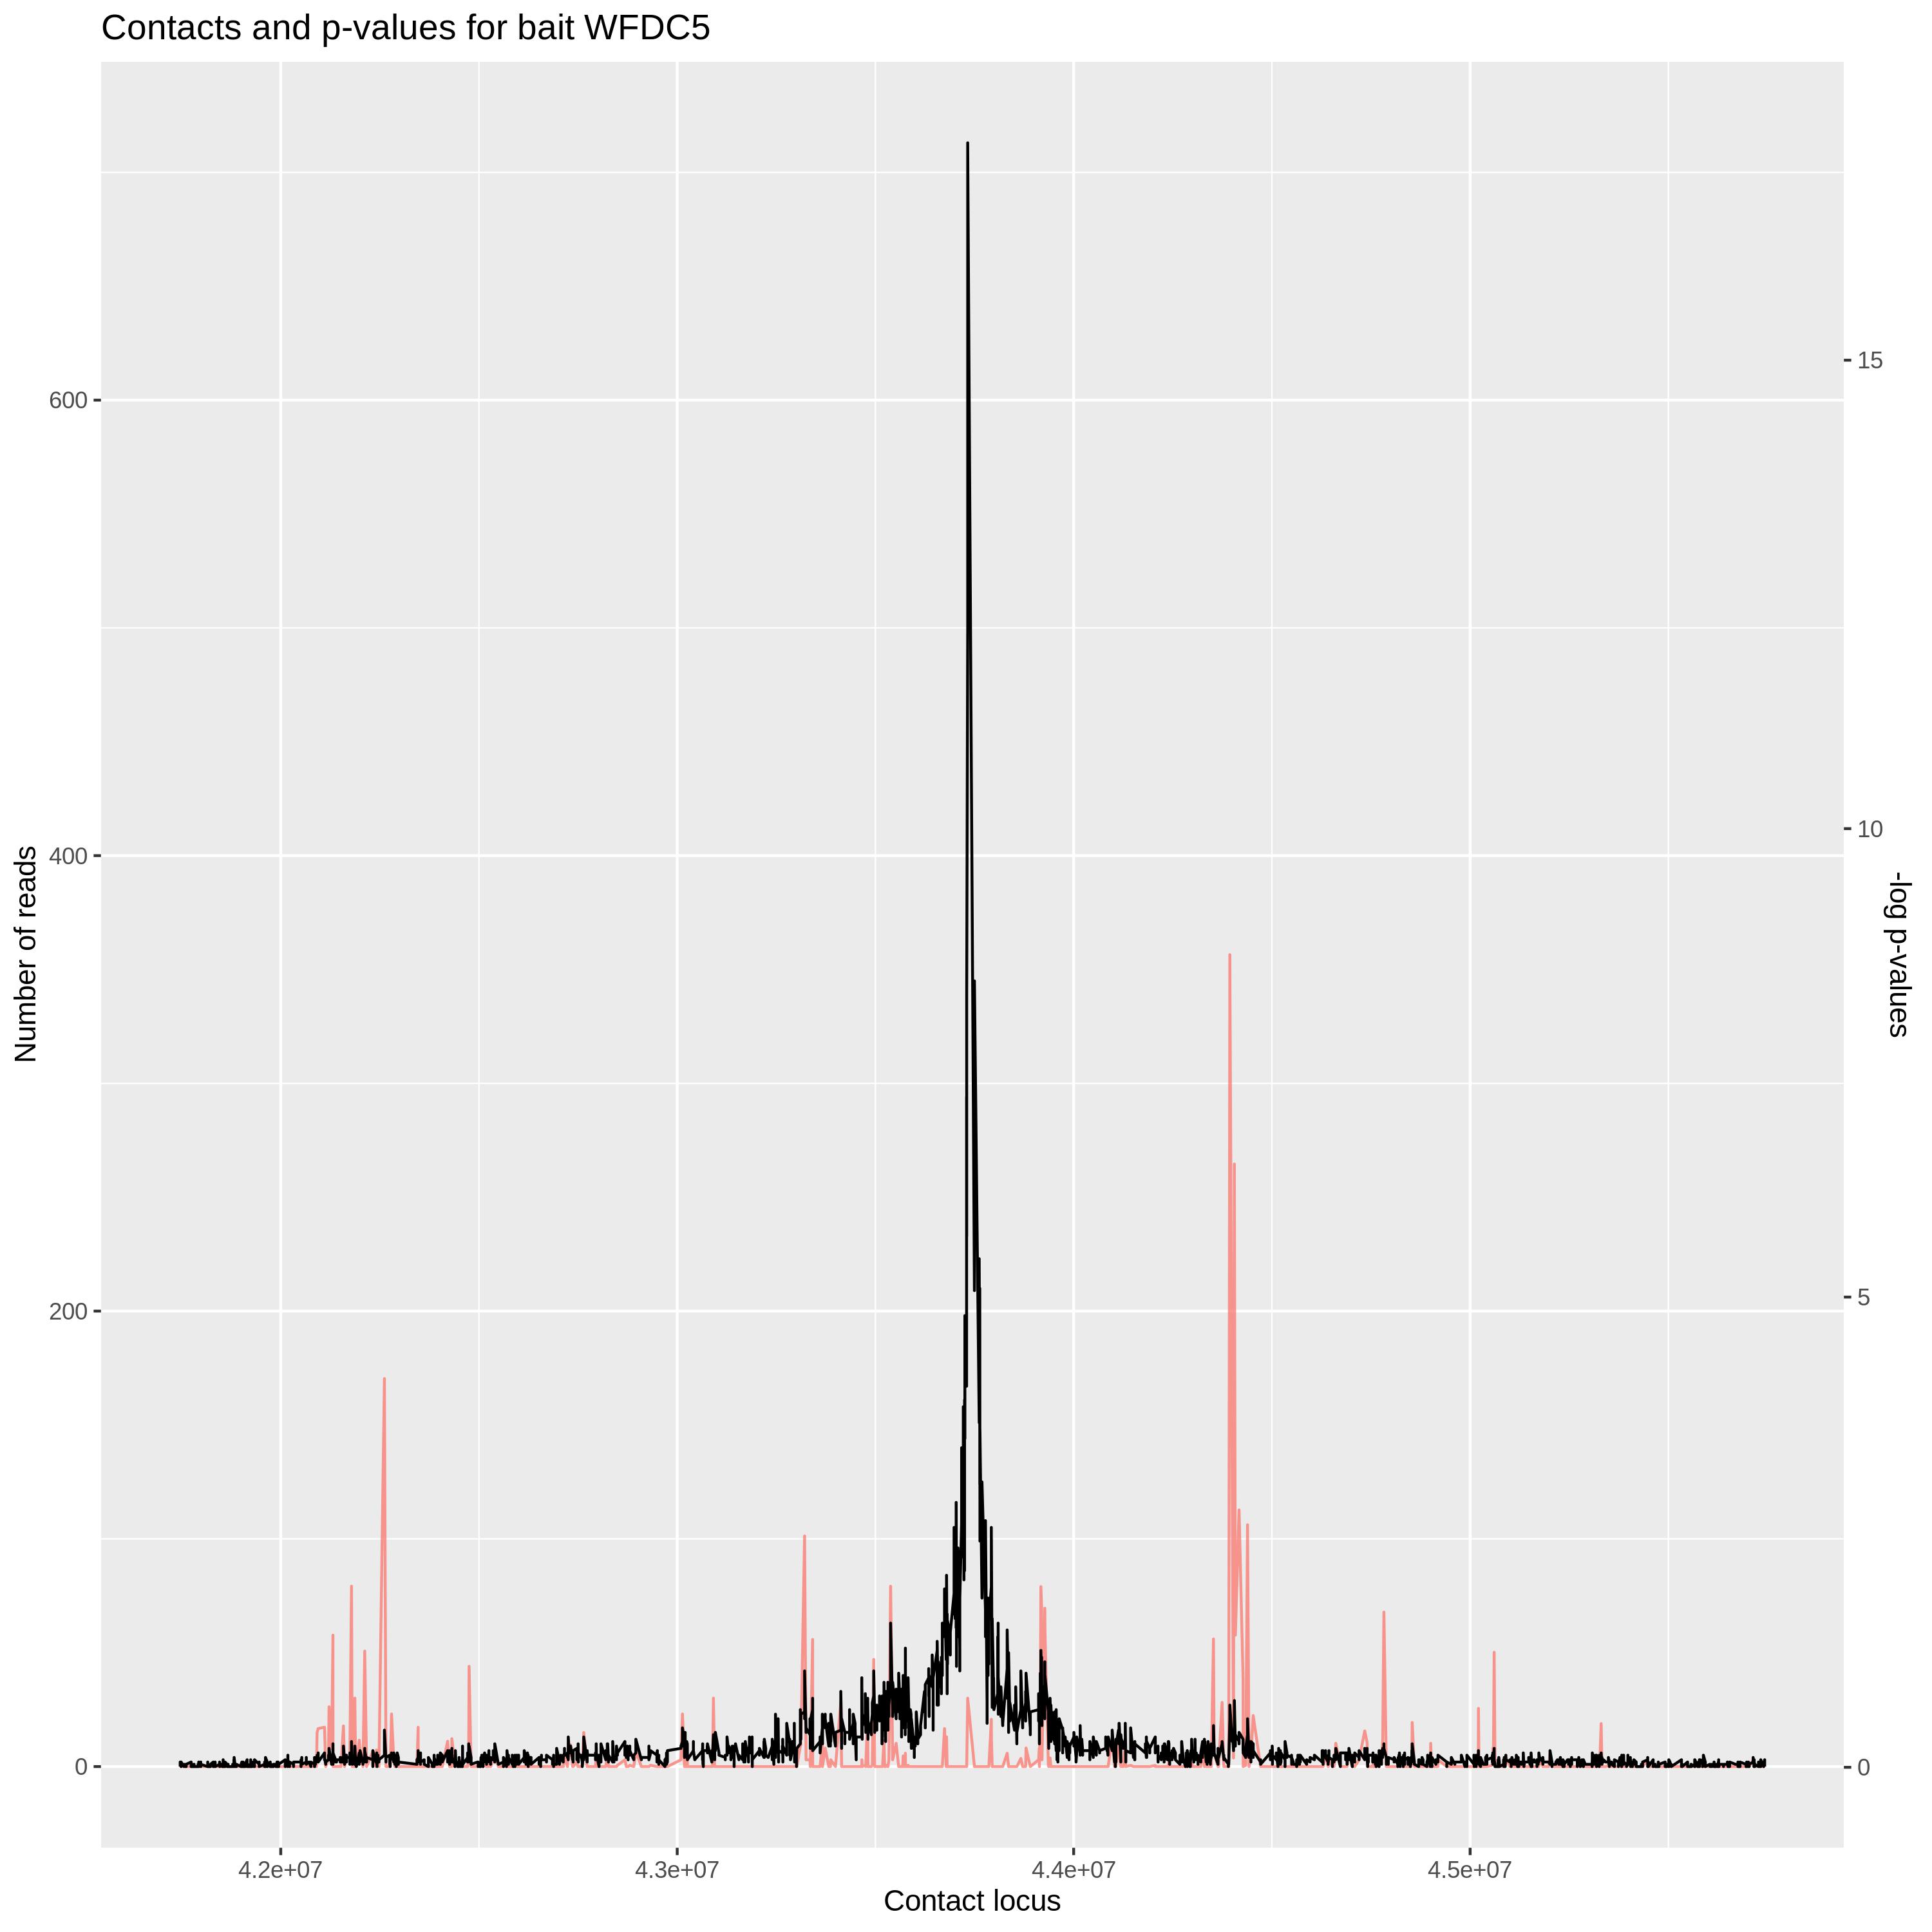 Contacts and p-values for bait WFDC5
600
400
200
0
Number of reads
15
10
5
0
-log p-values
4.2e+07 4.3e+07 4.4e+07 4.5e+07
Contact locus